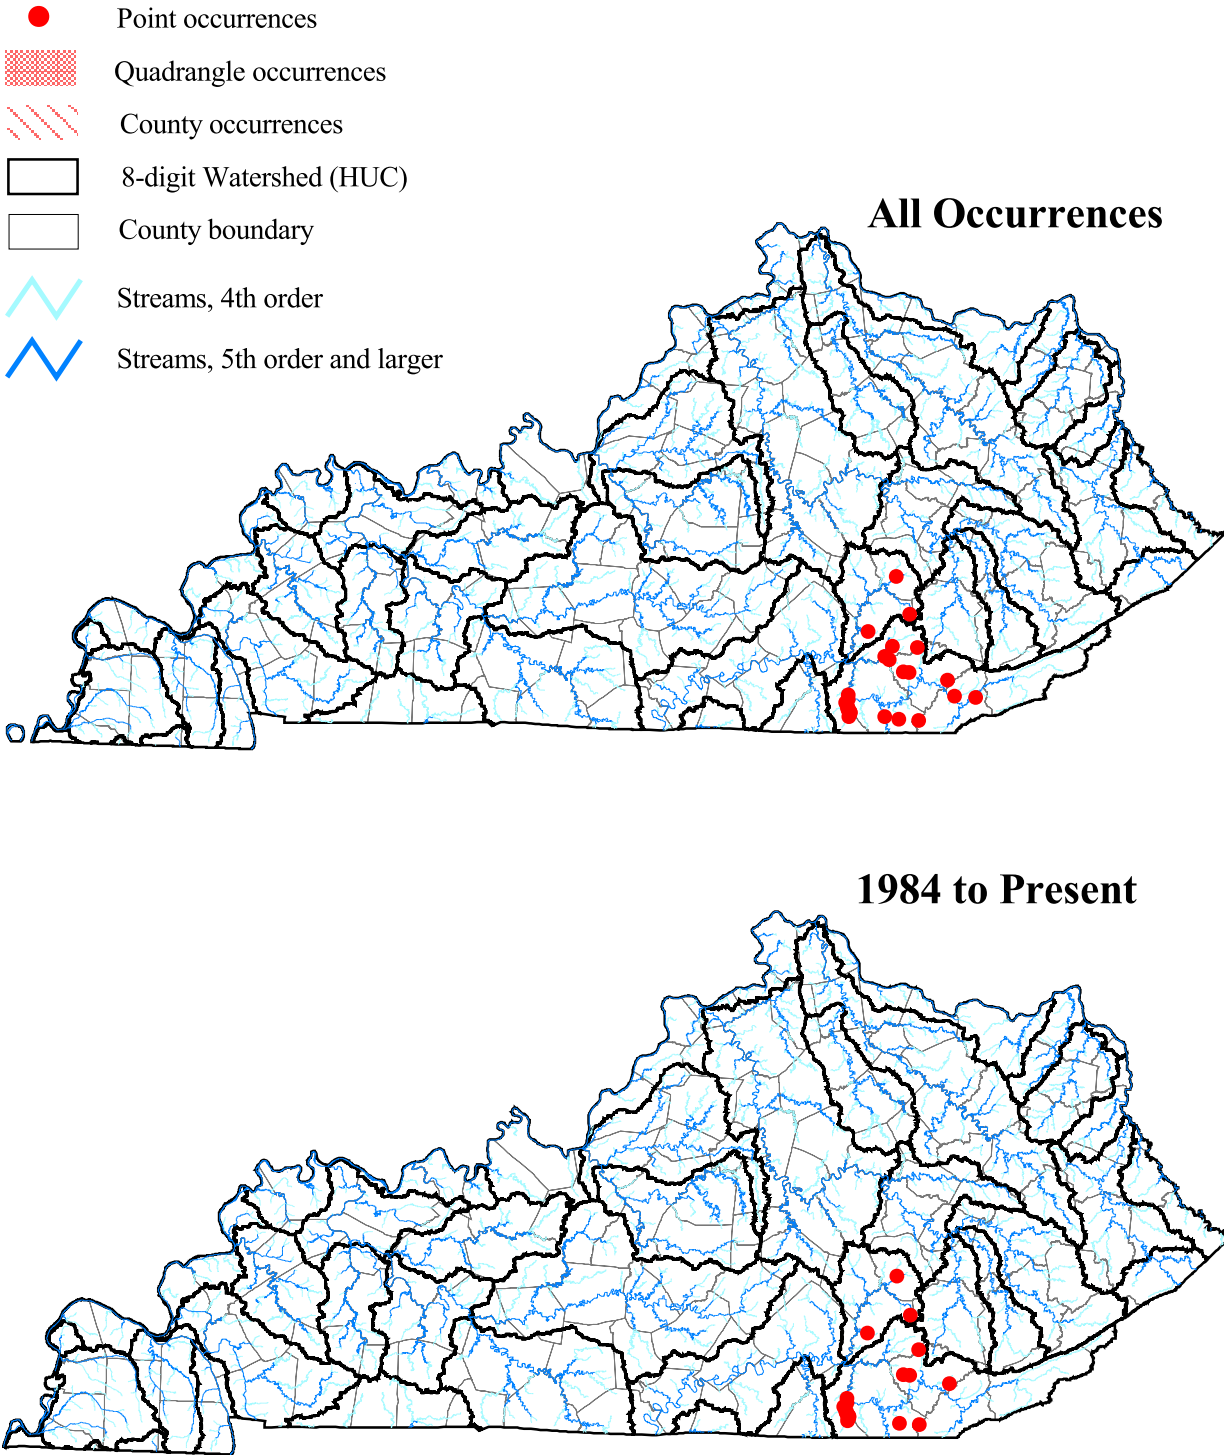 Point occurrences
Quadrangle occurrences
County occurrences
8-digit Watershed (HUC)
County boundary
Streams, 4th order
Streams, 5th order and larger
All Occurrences
1984 to Present